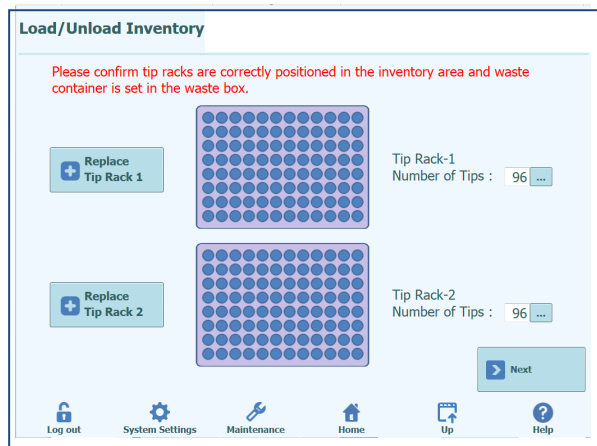 Load/Unload Inventory
Please confirm tip racks are correctly positioned in the inventory area and waste
container is set in the waste box.
Replace
Tip Rack 1
Tip Rack-1
Number of Tips : 96 ...
Replace
Tip Rack 2
Tip Rack-2
Number of Tips : 96 ...
Next
Log out System Settings Maintenance Home Up Help